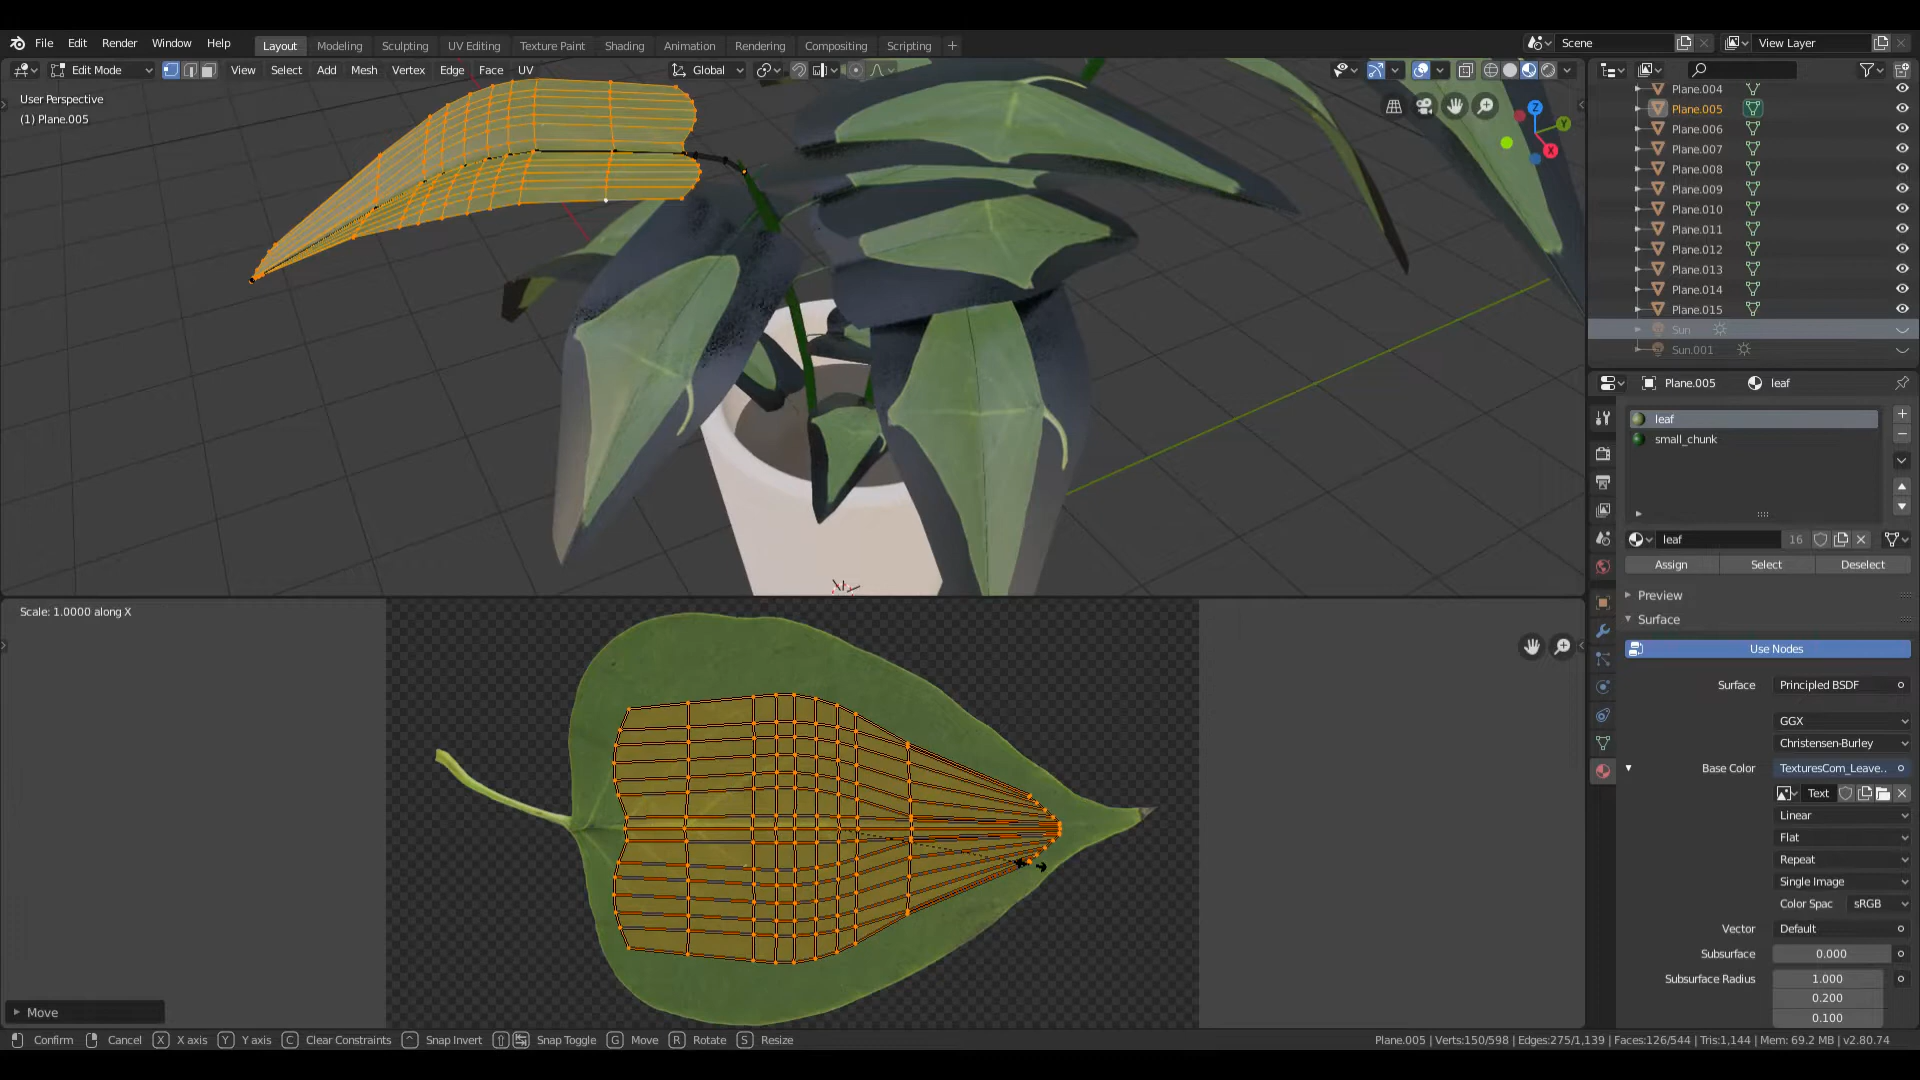 File Edit Render Window Help Layout Modeling Sculpting UV Editing Texture Paint Shading Animation Rendering Compositing Scripting + Scene View Layer
Edit Mode View Select Add Mesh Vertex Edge Face UV Global
User Perspective
(1) Plane.005
Z
Y
X
Plane.004
Plane.005
Plane.006
Plane.007
Plane.008
Plane.009
Plane.010
Plane.011
Plane.012
Plane.013
Plane.014
Plane.015
Sun
Sun.001
Plane.005 leaf
leaf
small_chunk
leaf 16
Assign Select Deselect
Preview
Surface
Use Nodes
Surface Principled BSDF
GGX
Christensen-Burley
Base Color TexturesCom_Leave..
Text
Linear
Flat
Repeat
Single Image
Color Spac sRGB
Vector Default
Subsurface 0.000
Subsurface Radius 1.000
0.200
0.100
Scale: 1.0000 along X
Move
Confirm Cancel X X axis Y Y axis C Clear Constraints ^ Snap Invert Snap Toggle G Move R Rotate S Resize
Plane.005 | Verts:150/598 | Edges:275/1,139 | Faces:126/544 | Tris:1,144 | Mem: 69.2 MB | v2.80.74